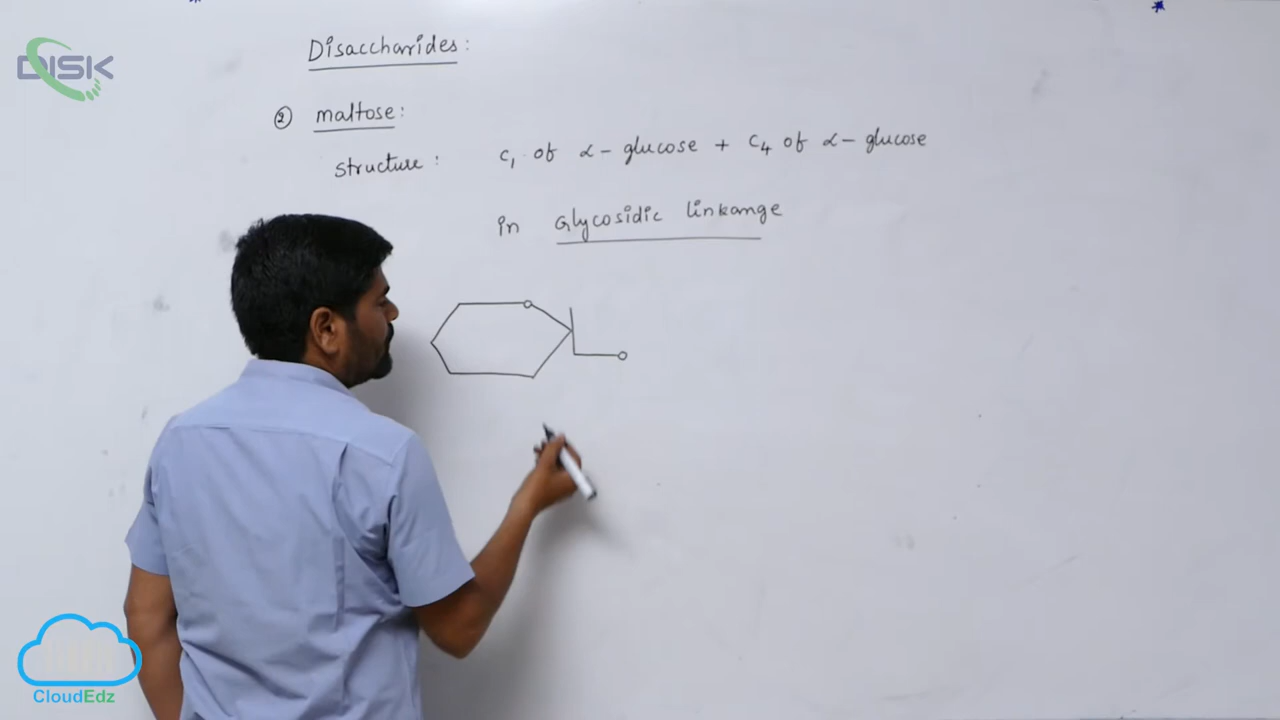 DISK
Disaccharides:
② maltose:
structure: C₁ of α-glucose + C₄ of α-glucose
in Glycosidic linkange
CloudEdz